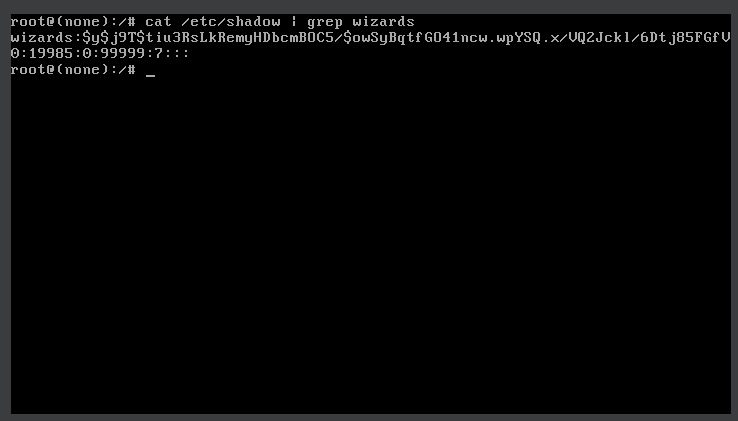 root@(none):/# cat /etc/shadow | grep wizards
wizards:$y$j9T$tiu3RsLkRemyHDbcmBOC5/$owSyBqtfGO41ncw.wpYSQ.x/VQ2Jckl/6Dtj85FGfV
0:19985:0:99999:7:::
root@(none):/# _